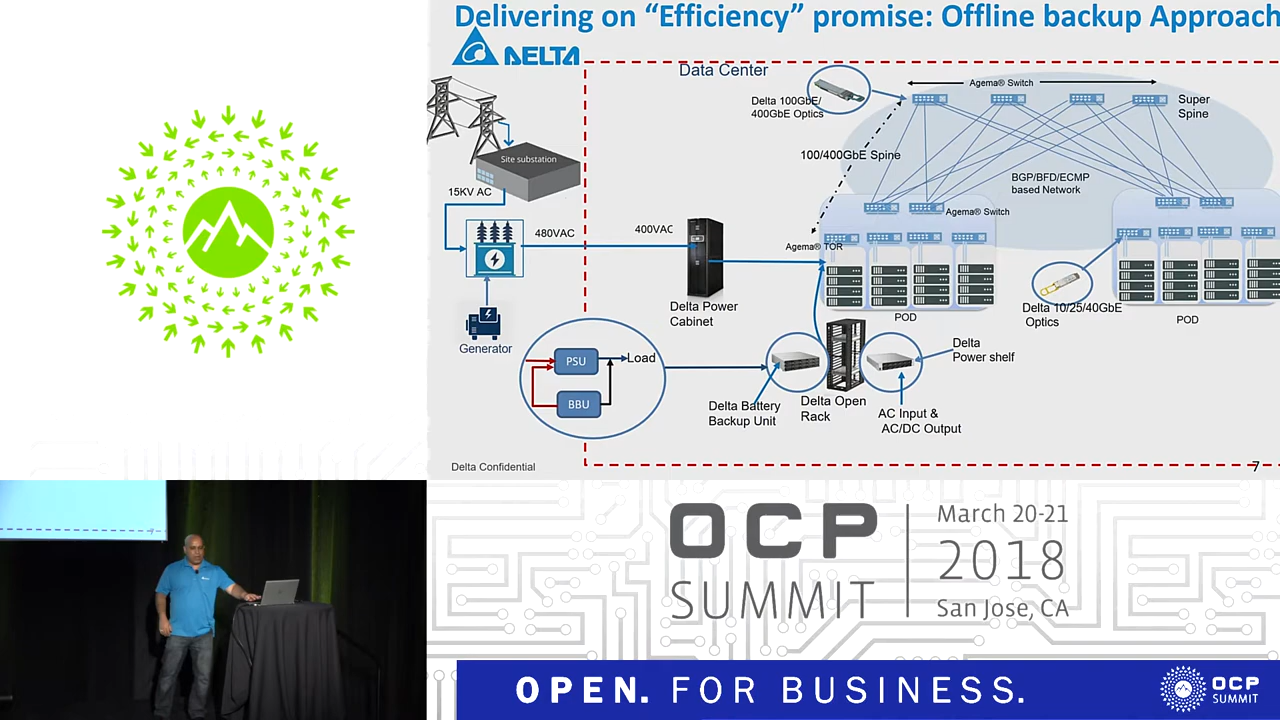 Delivering on “Efficiency” promise: Offline backup Approach
DELTA
Data Center
Agema® Switch
Delta 100GbE/
400GbE Optics
Super
Spine
Site substation
100/400GbE Spine
15KV AC
BGP/BFD/ECMP
based Network
Agema® Switch
480VAC
400VAC
Agema® TOR
Delta Power
Cabinet
Delta 10/25/40GbE
Optics
POD
POD
Generator
PSU
Load
BBU
Delta
Power shelf
Delta Battery
Backup Unit
Delta Open
Rack
AC Input &
AC/DC Output
Delta Confidential
7
OCP
SUMMIT
March 20-21
2018
San Jose, CA
OPEN. FOR BUSINESS.
OCP
SUMMIT